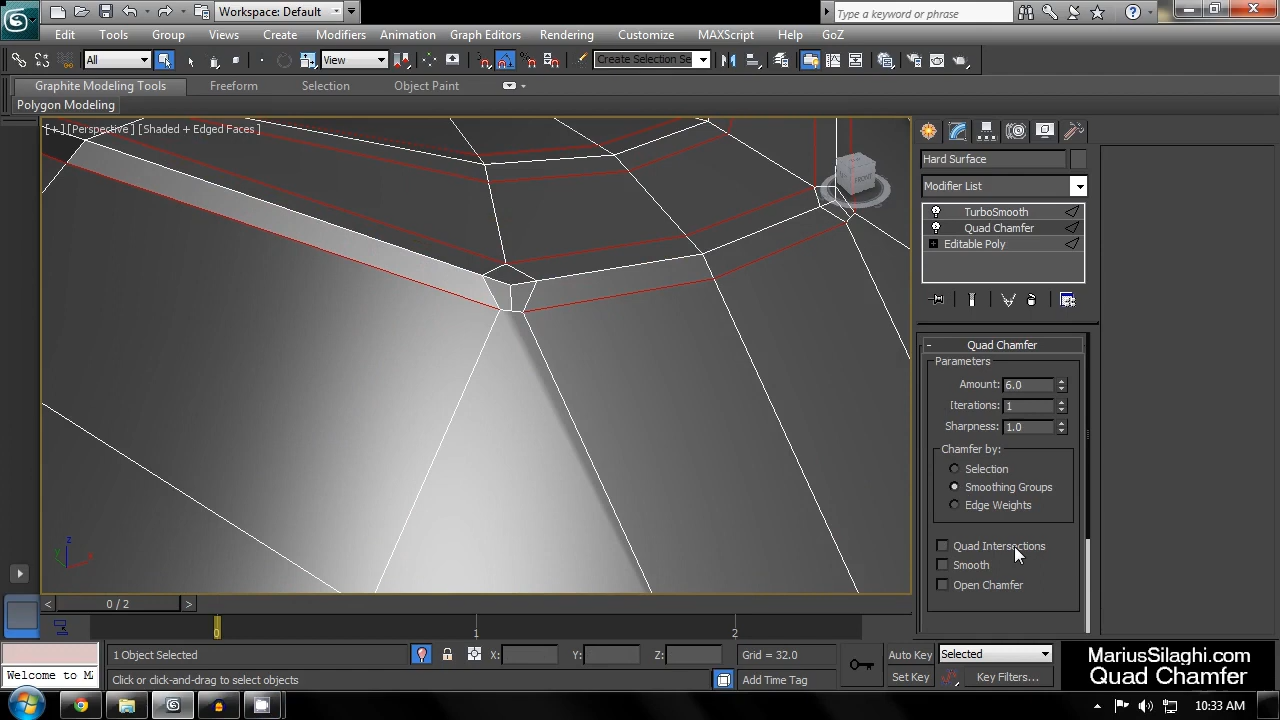 Workspace: Default
Type a keyword or phrase
Edit Tools Group Views Create Modifiers Animation Graph Editors Rendering Customize MAXScript Help GoZ
All
View
Create Selection Se
Graphite Modeling Tools Freeform Selection Object Paint
Polygon Modeling
[+][Perspective][Shaded + Edged Faces]
FRONT
Hard Surface
Modifier List
TurboSmooth
Quad Chamfer
Editable Poly
- Quad Chamfer
Parameters
Amount: 6.0
Iterations: 1
Sharpness: 1.0
Chamfer by:
Selection
Smoothing Groups
Edge Weights
Quad Intersections
Smooth
Open Chamfer
z
< 0 / 2 >
0 1 2
1 Object Selected X: Y: Z: Grid = 32.0 Auto Key Selected
Welcome to M
Click or click-and-drag to select objects Add Time Tag Set Key Key Filters...
MariusSilaghi.com
Quad Chamfer
10:33 AM